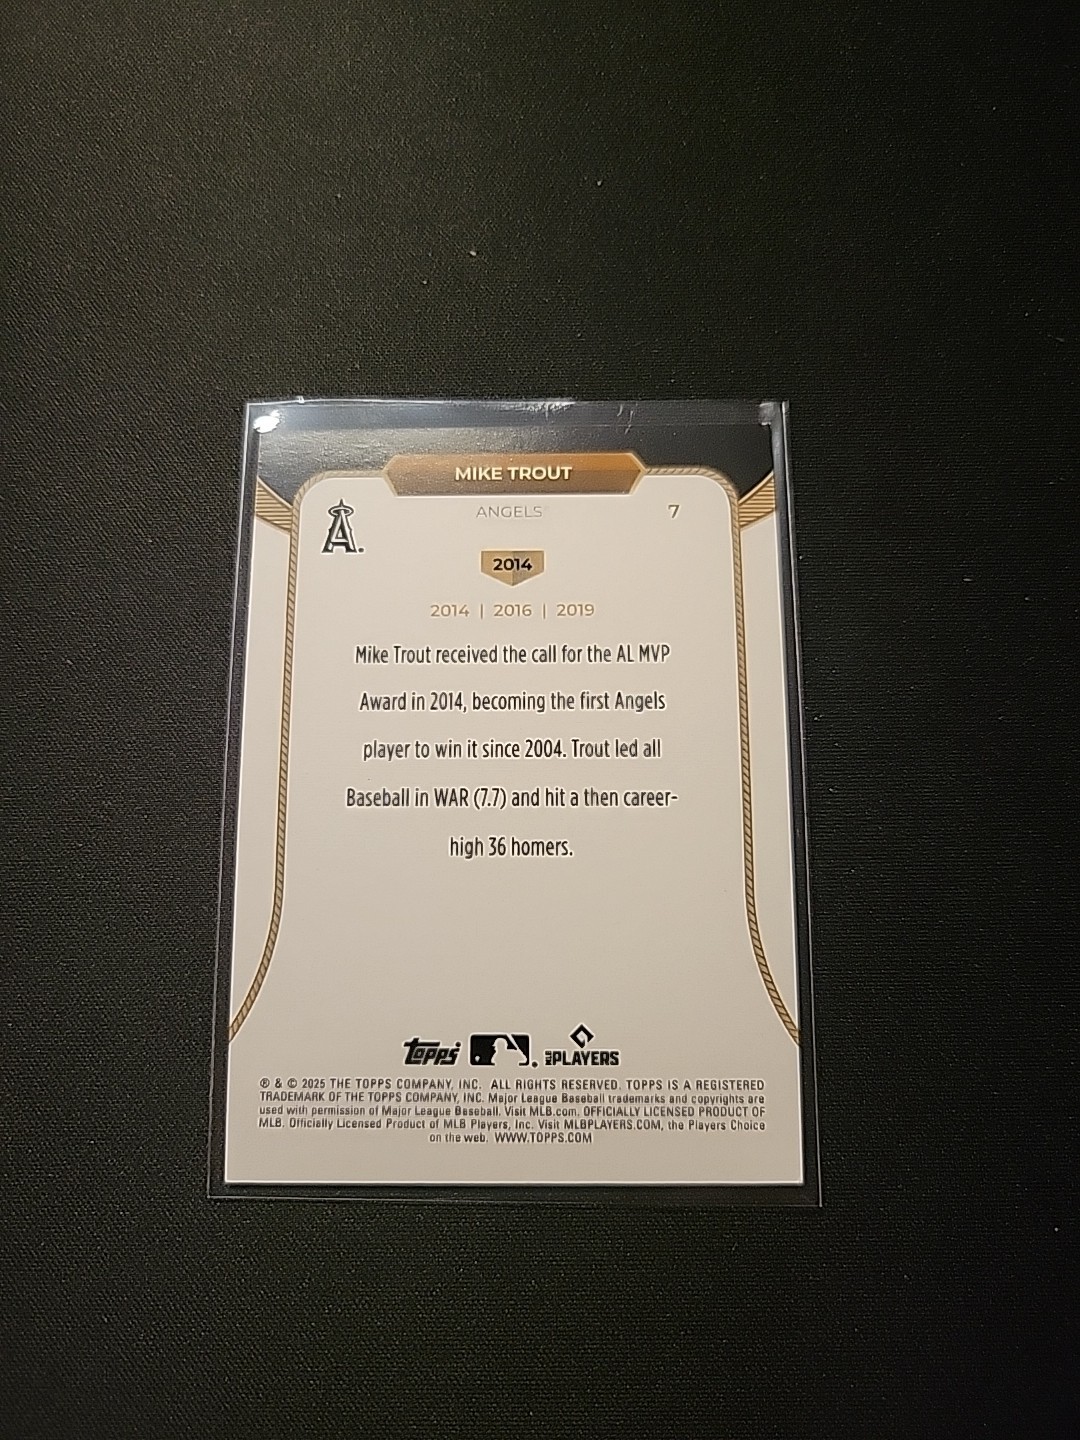 MIKE TROUT
ANGELS
7
A
2014
2014 | 2016 | 2019
Mike Trout received the call for the AL MVP
Award in 2014, becoming the first Angels
player to win it since 2004. Trout led all
Baseball in WAR (7.7) and hit a then career-
high 36 homers.
topps
MLB PLAYERS
® & © 2025 THE TOPPS COMPANY, INC. ALL RIGHTS RESERVED. TOPPS IS A REGISTERED
TRADEMARK OF THE TOPPS COMPANY, INC. Major League Baseball trademarks and copyrights are
used with permission of Major League Baseball. Visit MLB.com. OFFICIALLY LICENSED PRODUCT OF
MLB. Officially Licensed Product of MLB Players, Inc. Visit MLBPLAYERS.COM, the Players Choice
on the web. WWW.TOPPS.COM